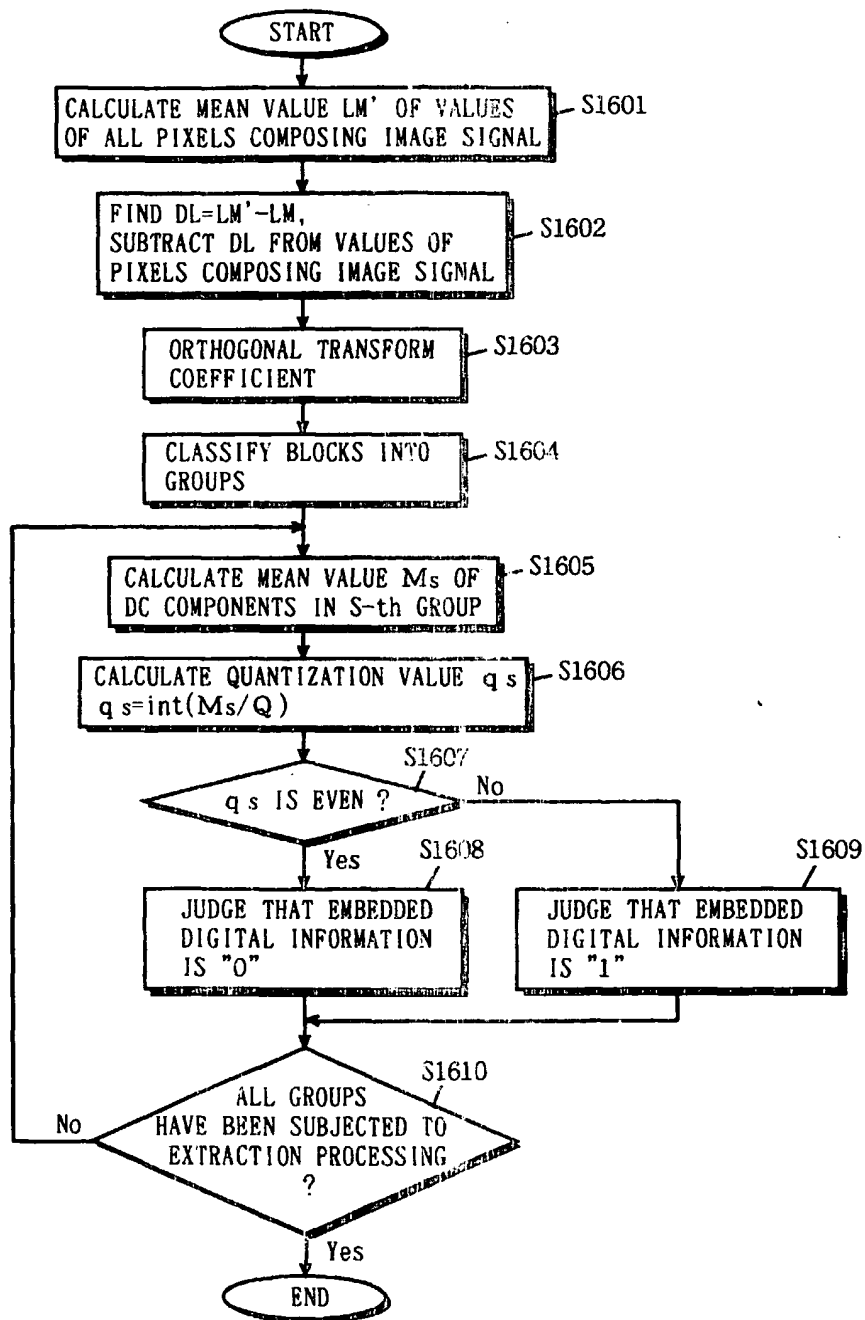 START
CALCULATE MEAN VALUE LM' OF VALUES
OF ALL PIXELS COMPOSING IMAGE SIGNAL
S1601
FIND DL=LM'-LM,
SUBTRACT DL FROM VALUES OF
PIXELS COMPOSING IMAGE SIGNAL
S1602
ORTHOGONAL TRANSFORM
COEFFICIENT
S1603
CLASSIFY BLOCKS INTO
GROUPS
S1604
CALCULATE MEAN VALUE Ms OF
DC COMPONENTS IN S-th GROUP
S1605
CALCULATE QUANTIZATION VALUE qs
qs=int(Ms/Q)
S1606
S1607
qs IS EVEN ?
No
Yes
S1608
JUDGE THAT EMBEDDED
DIGITAL INFORMATION
IS "0"
S1609
JUDGE THAT EMBEDDED
DIGITAL INFORMATION
IS "1"
S1610
ALL GROUPS
HAVE BEEN SUBJECTED TO
EXTRACTION PROCESSING
?
No
Yes
END